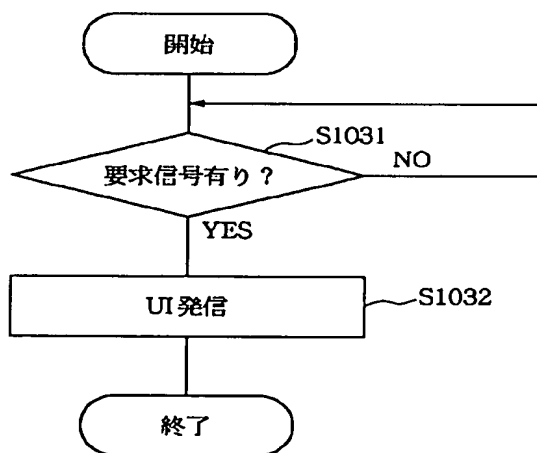 開始
S1031
要求信号有り?
NO
YES
UI発信
S1032
終了